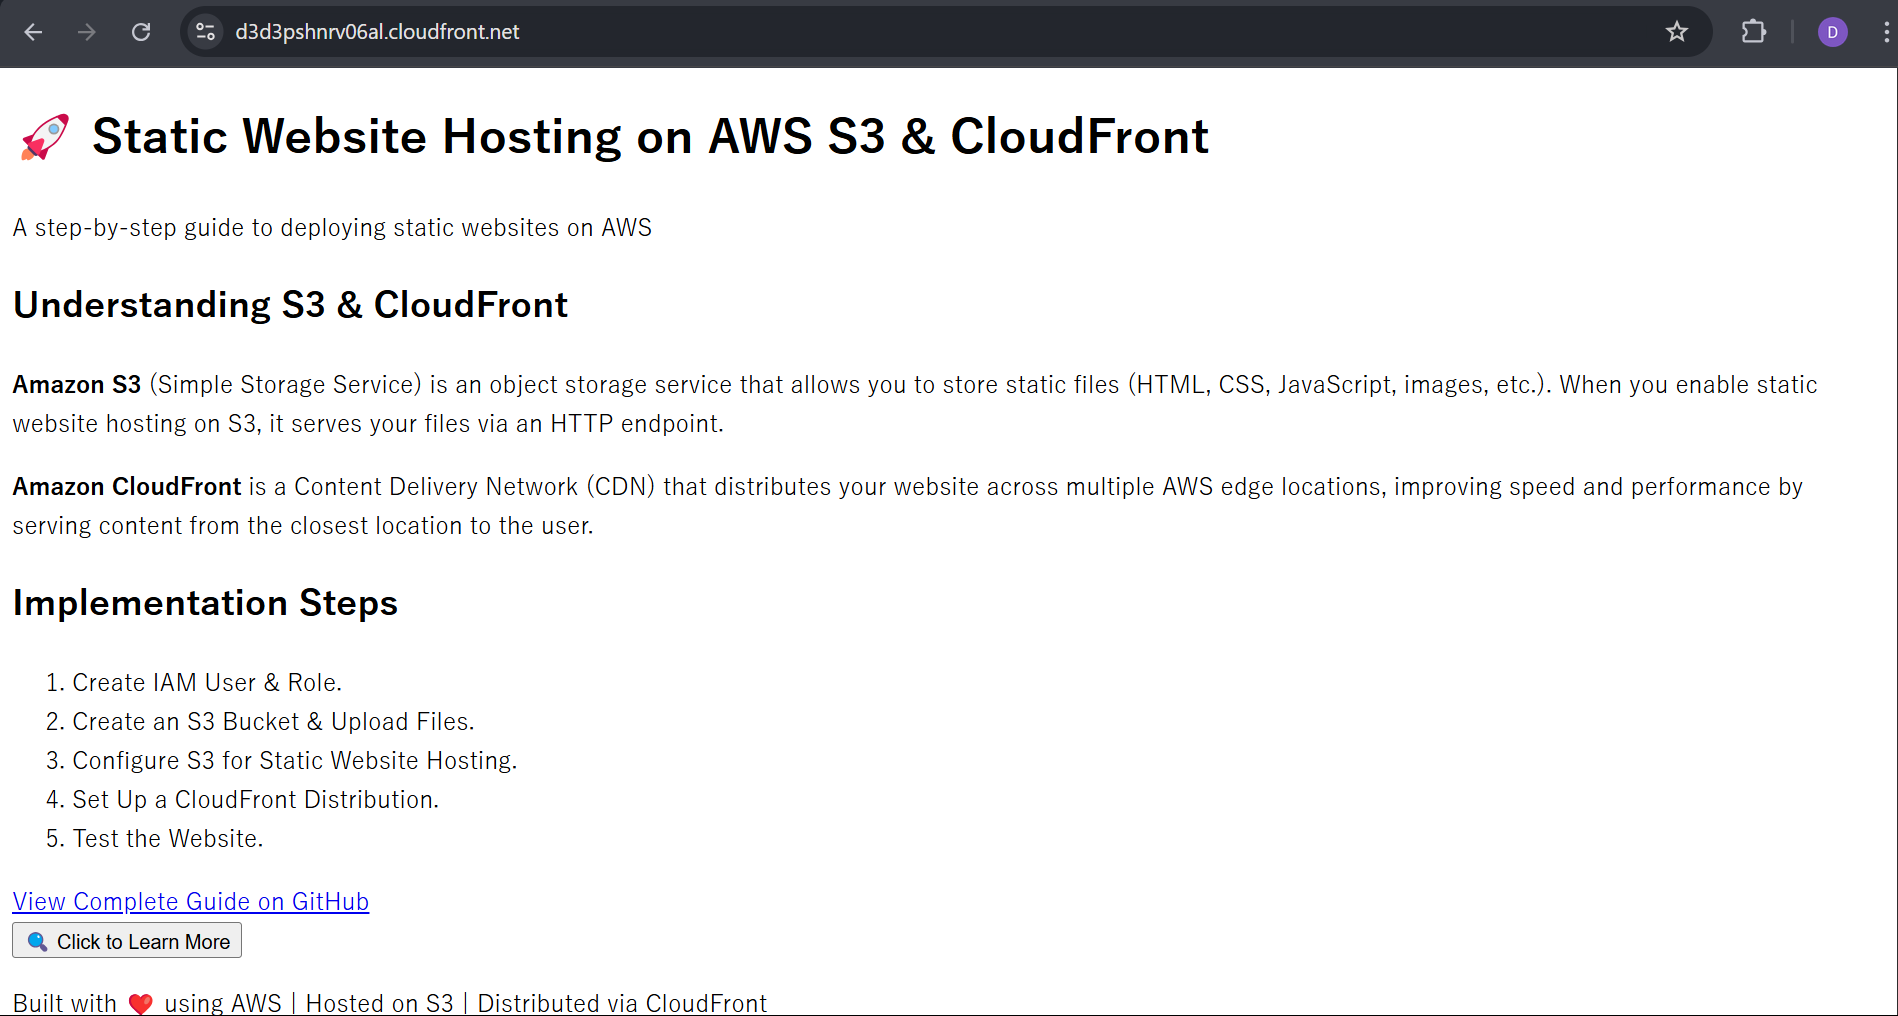 d3d3pshnrv06al.cloudfront.net
D
🚀 Static Website Hosting on AWS S3 & CloudFront
A step-by-step guide to deploying static websites on AWS
Understanding S3 & CloudFront
Amazon S3 (Simple Storage Service) is an object storage service that allows you to store static files (HTML, CSS, JavaScript, images, etc.). When you enable static
website hosting on S3, it serves your files via an HTTP endpoint.
Amazon CloudFront is a Content Delivery Network (CDN) that distributes your website across multiple AWS edge locations, improving speed and performance by
serving content from the closest location to the user.
Implementation Steps
1. Create IAM User & Role.
2. Create an S3 Bucket & Upload Files.
3. Configure S3 for Static Website Hosting.
4. Set Up a CloudFront Distribution.
5. Test the Website.
View Complete Guide on GitHub
🔍 Click to Learn More
Built with ❤️ using AWS | Hosted on S3 | Distributed via CloudFront